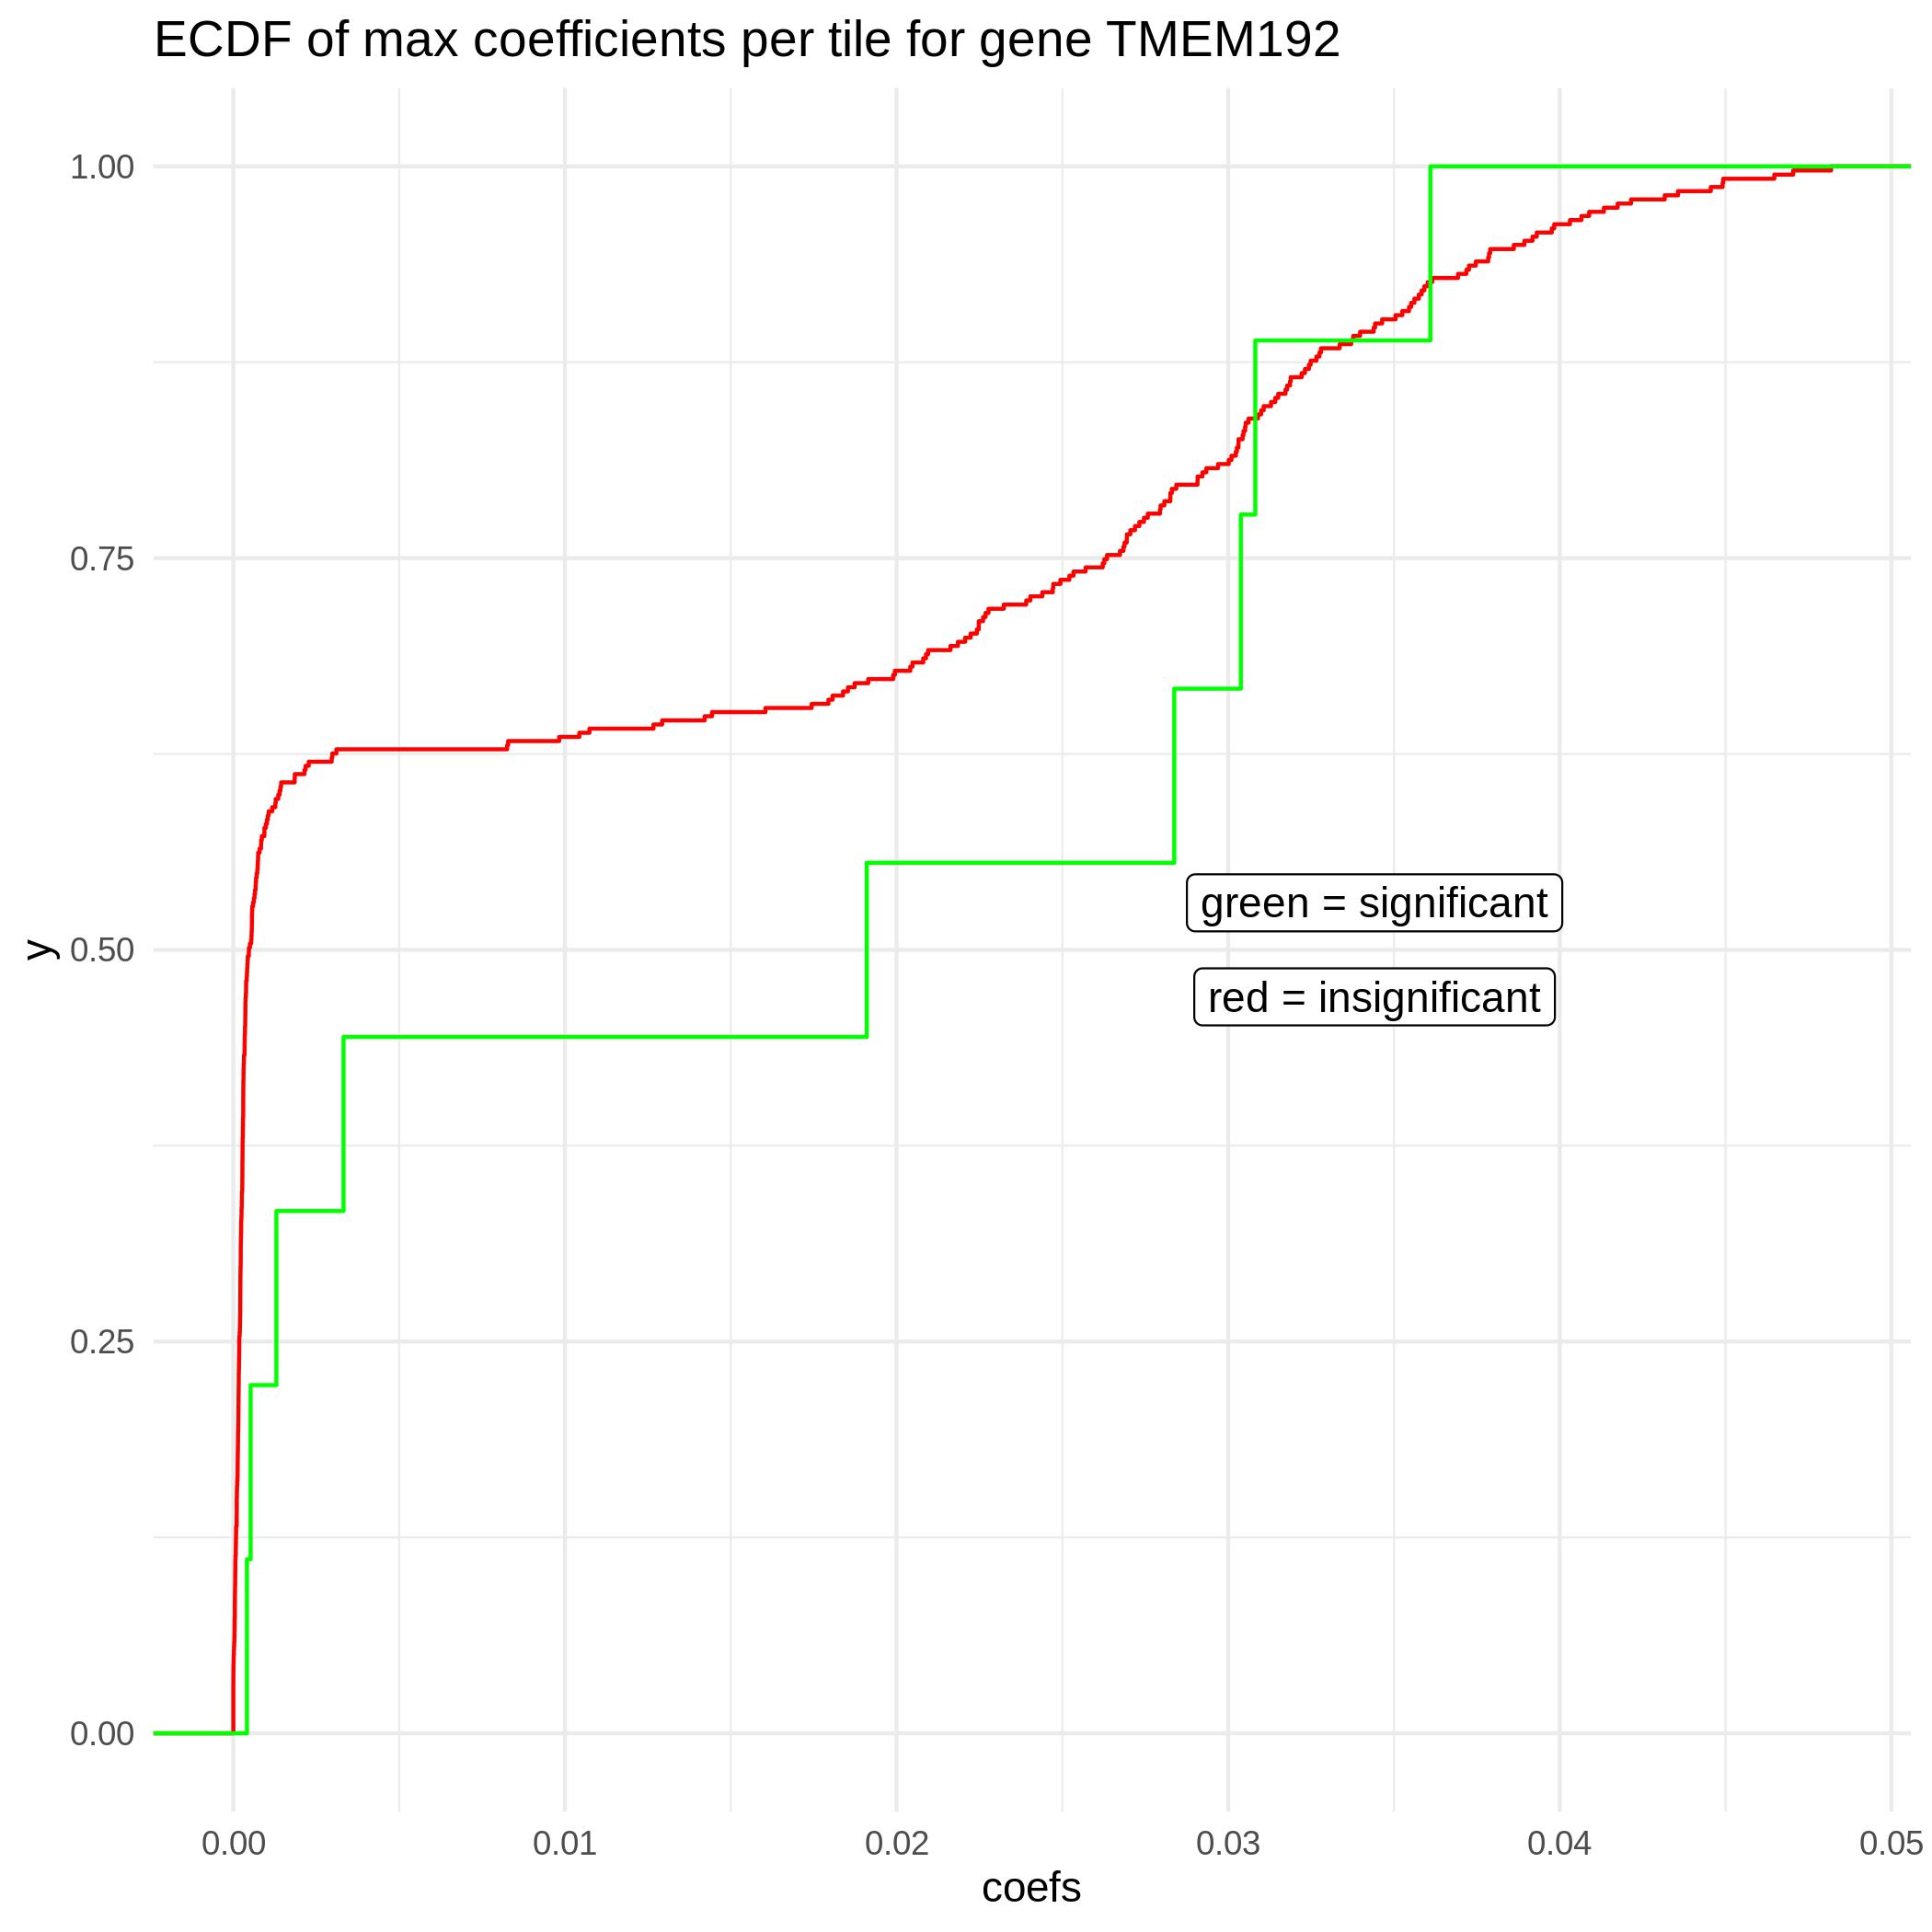 ECDF of max coefficients per tile for gene TMEM192
1.00
0.75
0.50
0.25
0.00
y
green = significant
red = insignificant
0.00 0.01 0.02 0.03 0.04 0.05
coefs